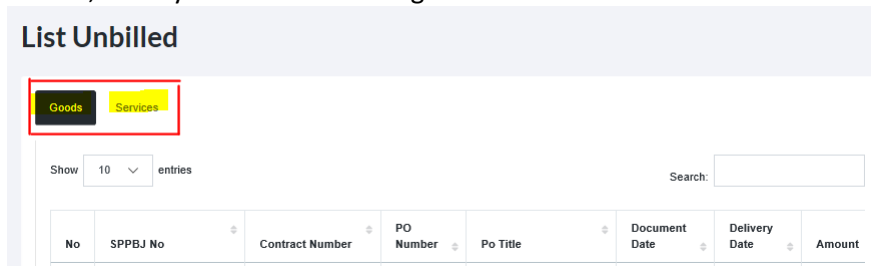 List Unbilled
Goods Services
Show 10 entries
Search:
No SPPBJ No Contract Number PO Number Po Title Document Date Delivery Date Amount